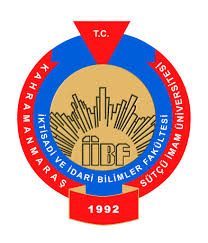 T.C.
KAHRAMANMARAŞ
SÜTÇÜ İMAM ÜNİVERSİTESİ
İKTİSADİ VE İDARİ BİLİMLER FAKÜLTESİ
İİBF
1992